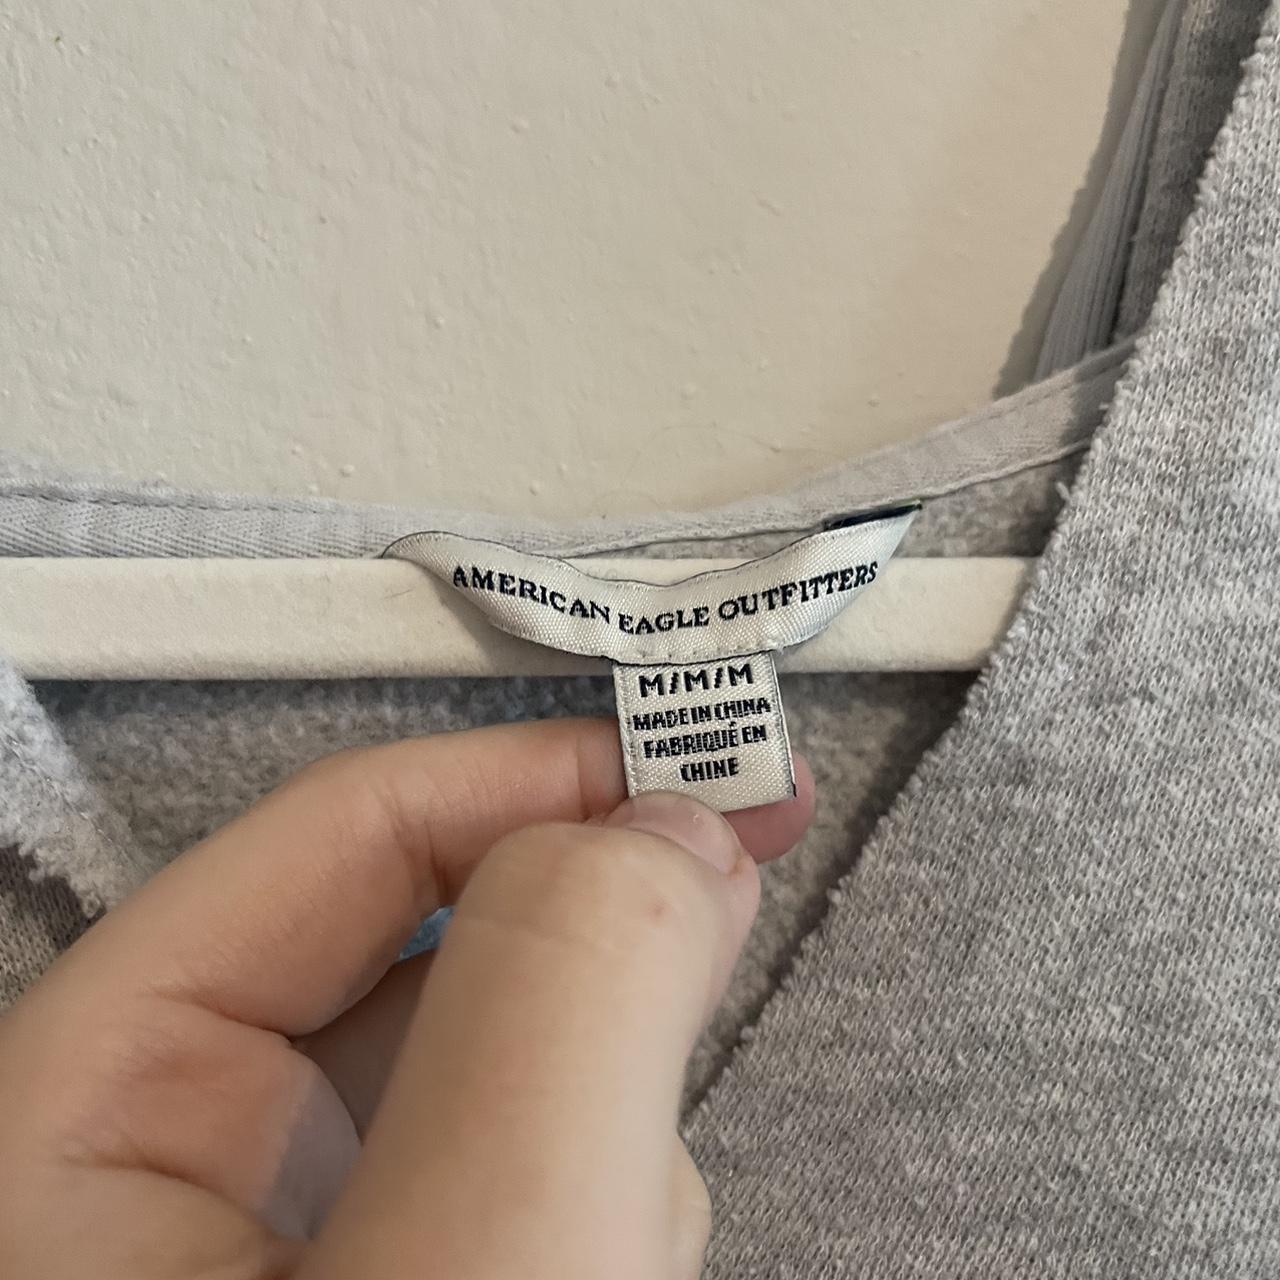 AMERICAN EAGLE OUTFITTERS
M/M/M
MADE IN CHINA
FABRIQUÉ EN
CHINE